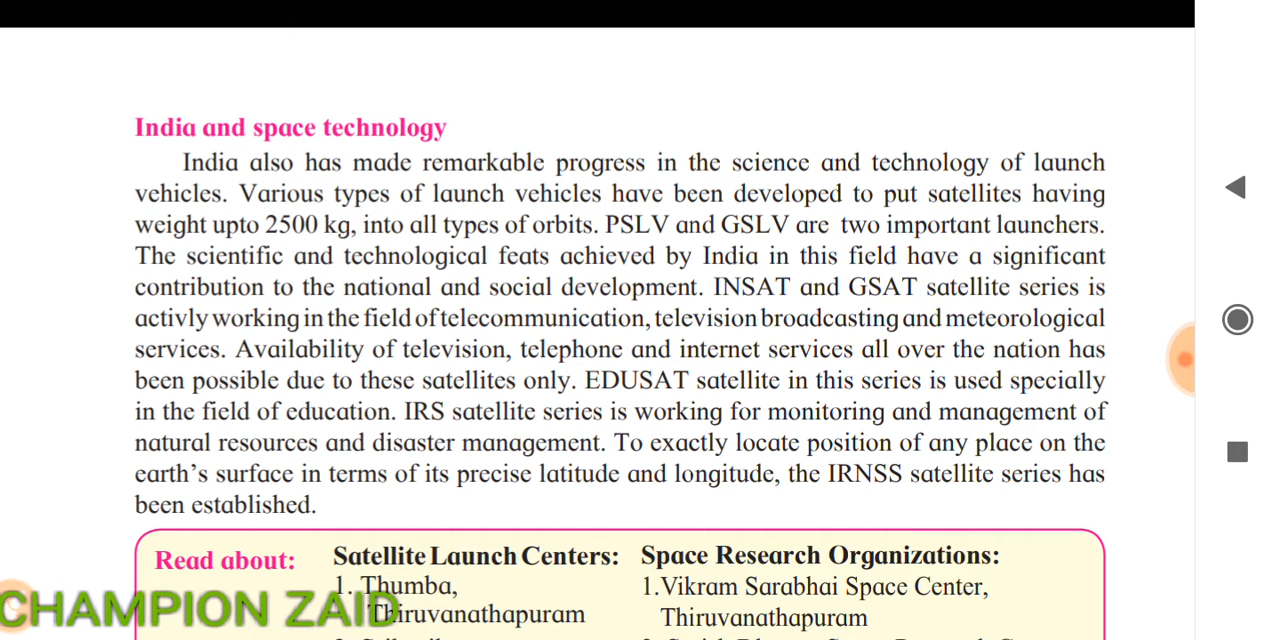 India and space technology
India also has made remarkable progress in the science and technology of launch
vehicles. Various types of launch vehicles have been developed to put satellites having
weight upto 2500 kg, into all types of orbits. PSLV and GSLV are two important launchers.
The scientific and technological feats achieved by India in this field have a significant
contribution to the national and social development. INSAT and GSAT satellite series is
activly working in the field of telecommunication, television broadcasting and meteorological
services. Availability of television, telephone and internet services all over the nation has
been possible due to these satellites only. EDUSAT satellite in this series is used specially
in the field of education. IRS satellite series is working for monitoring and management of
natural resources and disaster management. To exactly locate position of any place on the
earth's surface in terms of its precise latitude and longitude, the IRNSS satellite series has
been established.
Read about:
Satellite Launch Centers:
1. Thumba,
Thiruvanathapuram
Space Research Organizations:
1.Vikram Sarabhai Space Center,
Thiruvanathapuram
CHAMPION ZAID